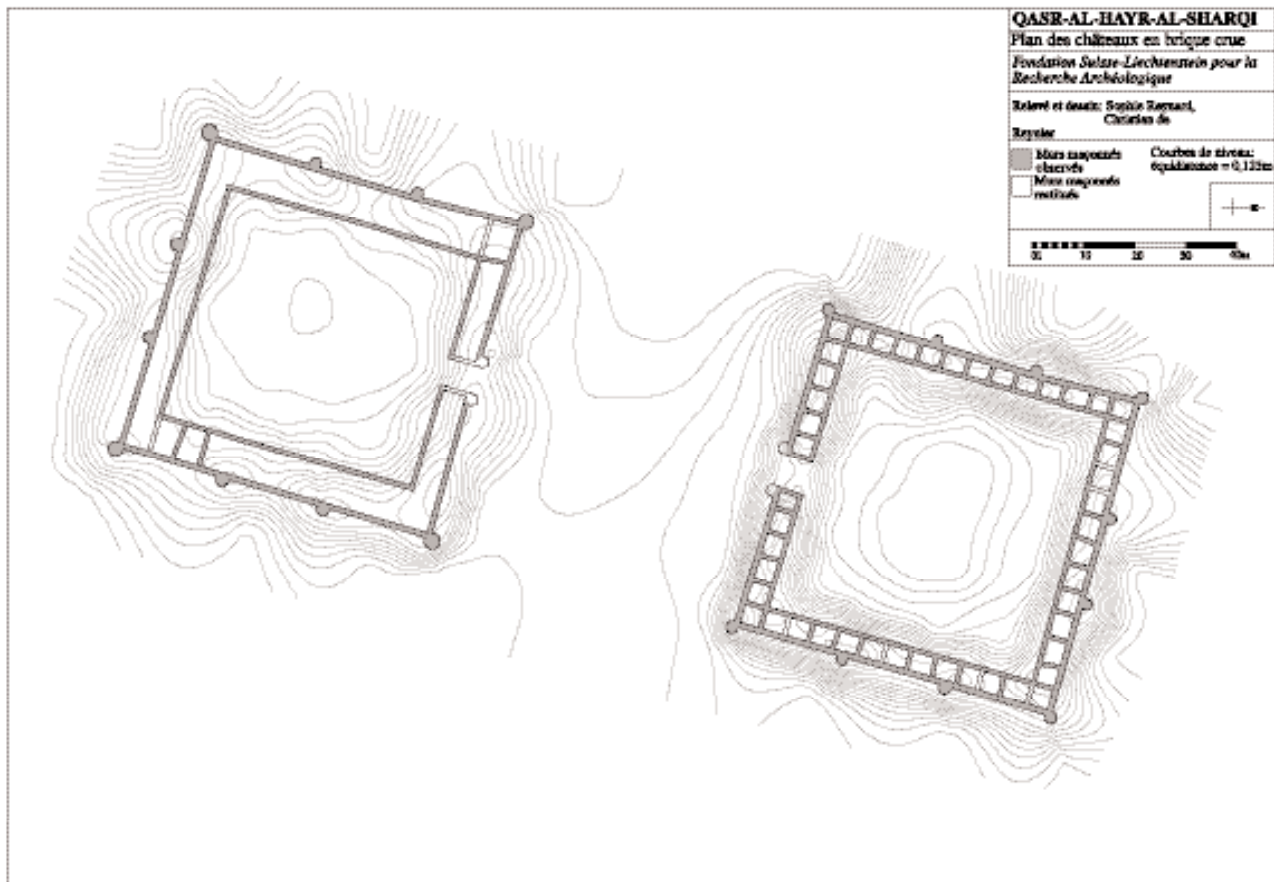 QASR-AL-HAYR-AL-SHARQI
Plan des châteaux en brique crue
Fondation Suisse-Liechtenstein pour la
Recherche Archéologique
Relevé et dessin: Sophie Reynard,
Christian de
Reynier
Murs maçonnés
observés
Murs maçonnés
restitués
Courbes de niveau:
équidistance = 0,125m
10
20
30
40m